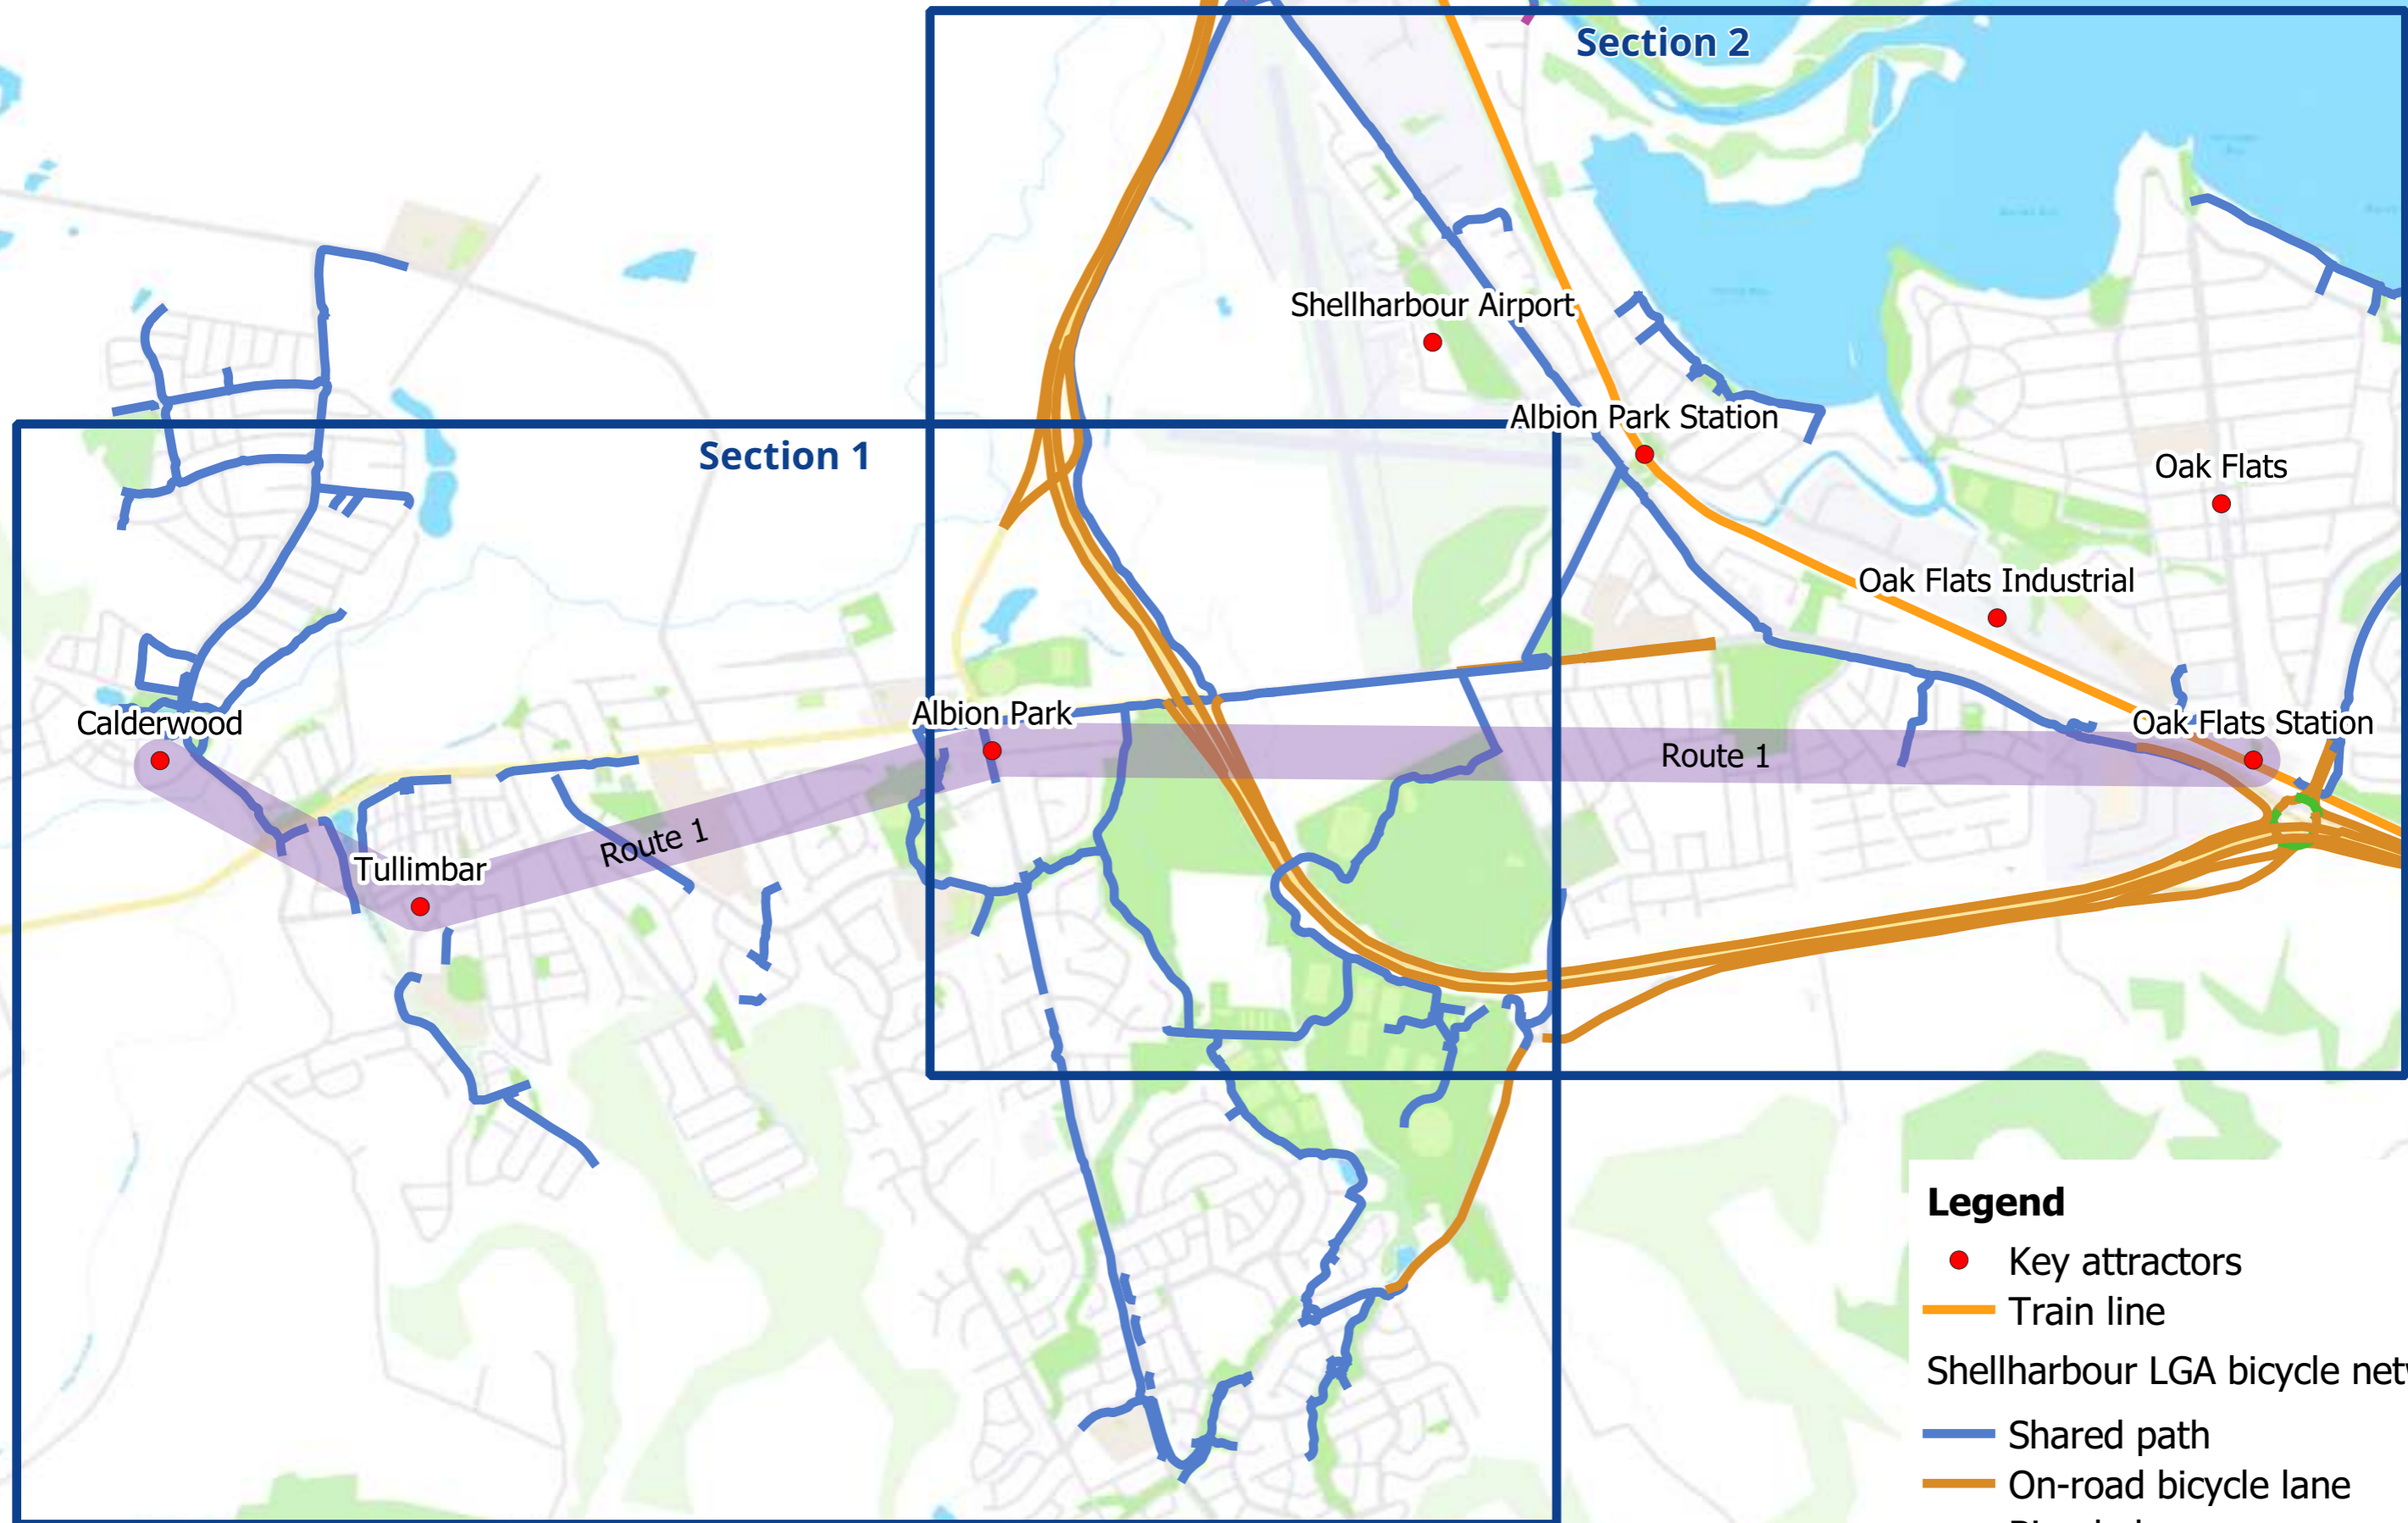 Section 2
Shellharbour Airport
Albion Park Station
Section 1
Oak Flats
Oak Flats Industrial
Calderwood
Albion Park
Oak Flats Station
Route 1
Route 1
Tullimbar
Legend
Key attractors
Train line
Shellharbour LGA bicycle
Shared path
On-road bicycle lane